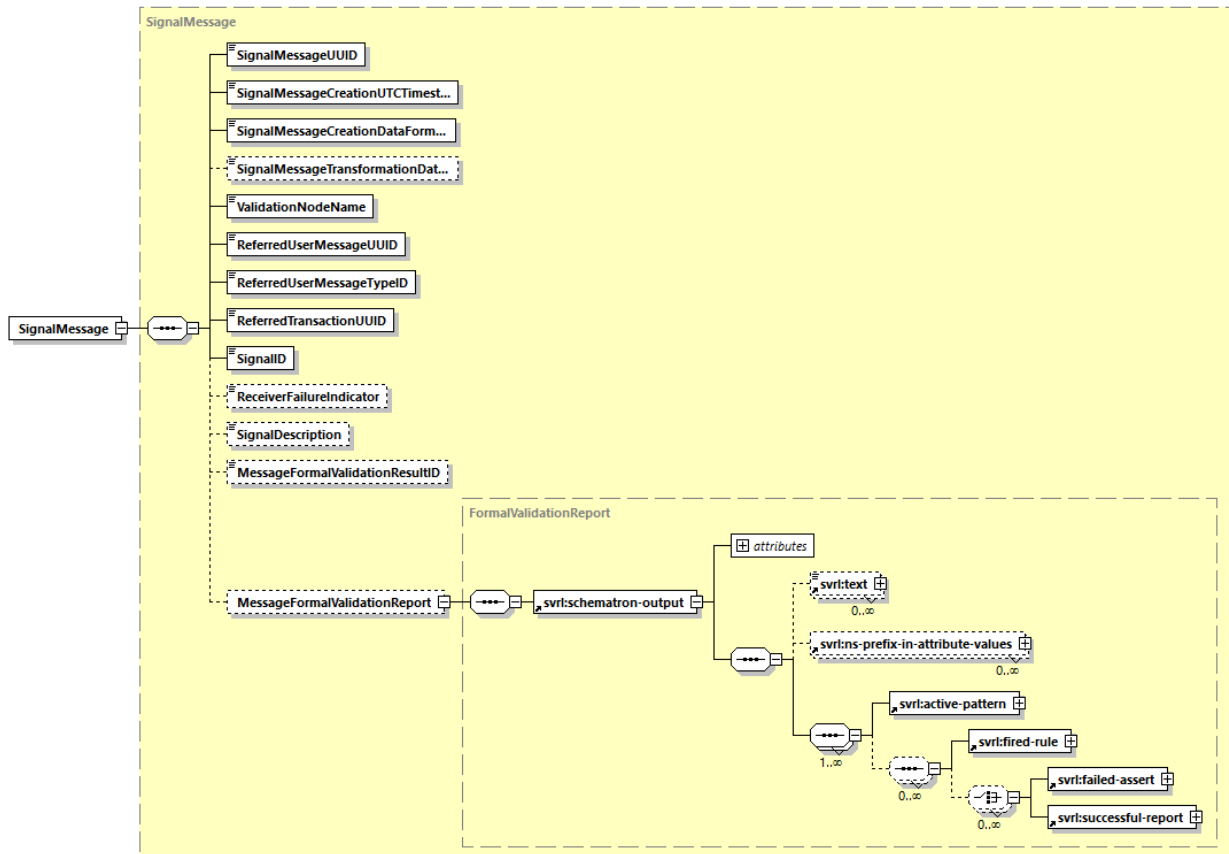 SignalMessage
SignalMessageUUID
SignalMessageCreationUTCTimest...
SignalMessageCreationDataForm...
SignalMessageTransformationDat...
ValidationNodeName
ReferredUserMessageUUID
ReferredUserMessageTypeID
ReferredTransactionUUID
SignalMessage
SignalID
ReceiverFailureIndicator
SignalDescription
MessageFormalValidationResultID
FormalValidationReport
attributes
svrl:text
0..∞
MessageFormalValidationReport
svrl:schematron-output
svrl:ns-prefix-in-attribute-values
0..∞
svrl:active-pattern
1..∞
svrl:fired-rule
0..∞
svrl:failed-assert
svrl:successful-report
0..∞